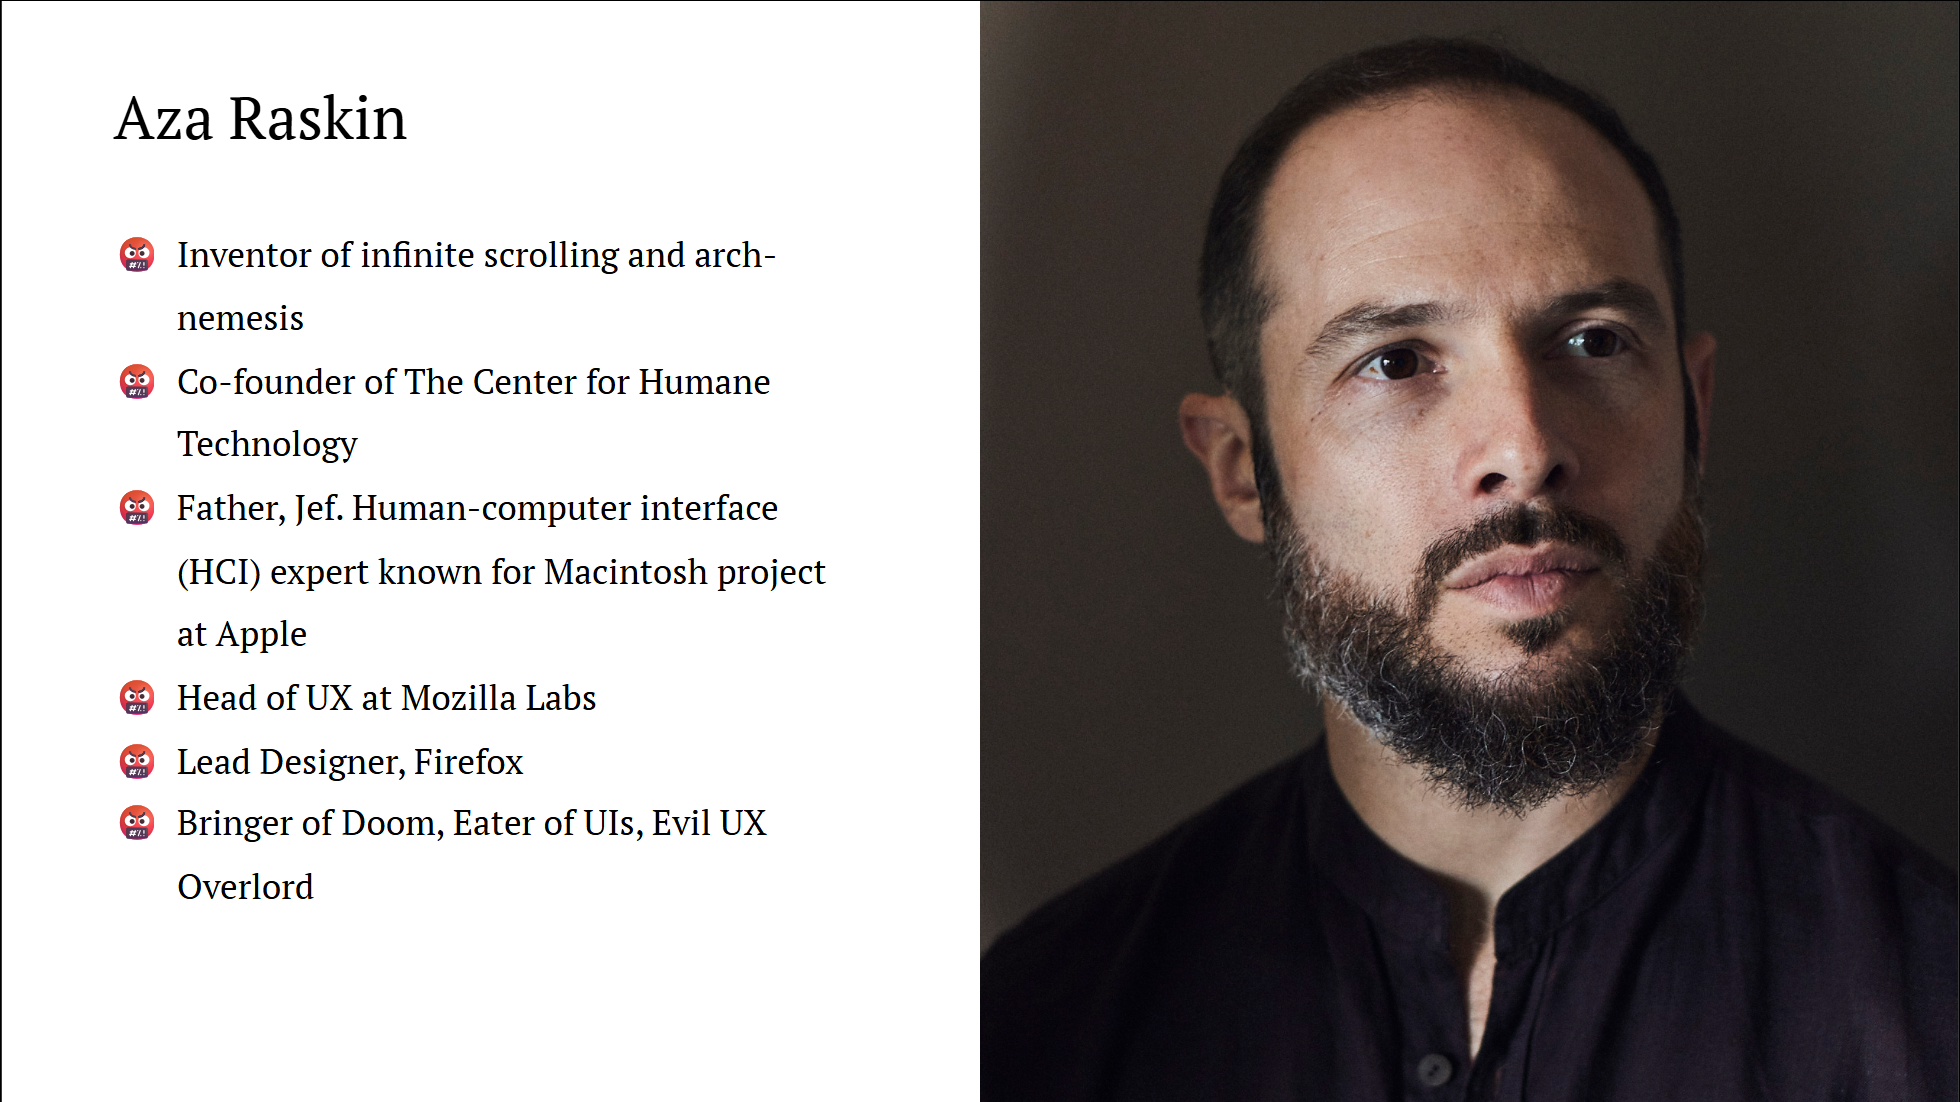 Aza Raskin
Inventor of infinite scrolling and arch-
nemesis
Co-founder of The Center for Humane
Technology
Father, Jef. Human-computer interface
(HCI) expert known for Macintosh project
at Apple
Head of UX at Mozilla Labs
Lead Designer, Firefox
Bringer of Doom, Eater of UIs, Evil UX
Overlord